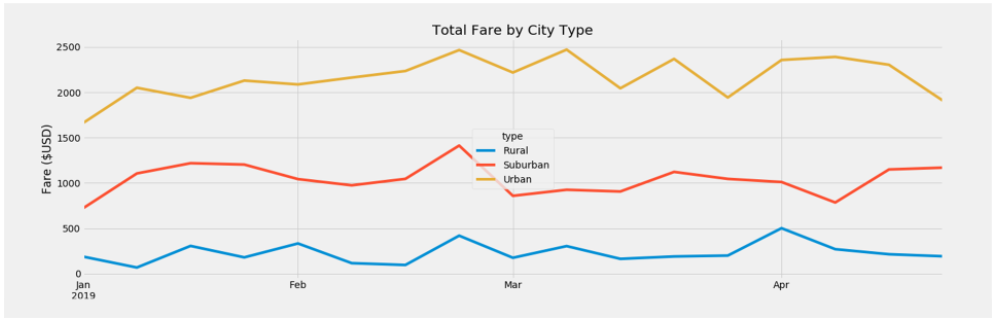 Total Fare by City Type
2500
2000
1500
1000
500
0
Fare ($USD)
type
Rural
Suburban
Urban
Jan
2019
Feb
Mar
Apr